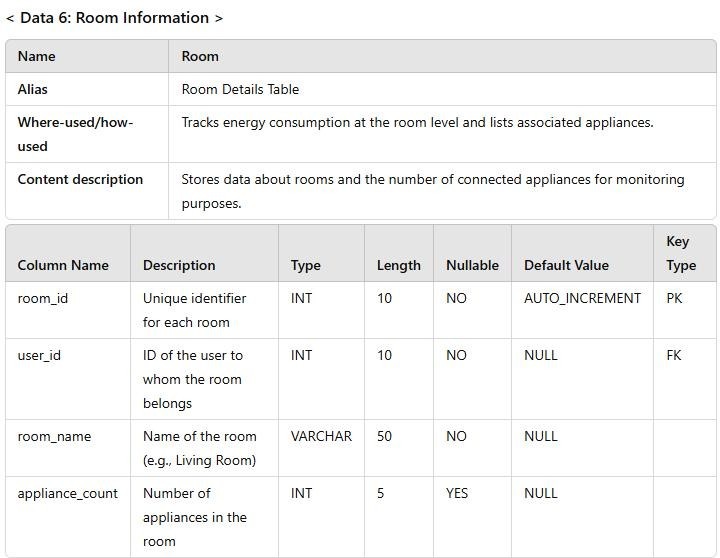 < Data 6: Room Information >
Name Room
Alias Room Details Table
Where-used/how-used Tracks energy consumption at the room level and lists associated appliances.
Content description Stores data about rooms and the number of connected appliances for monitoring
purposes.
Column Name Description Type Length Nullable Default Value Key Type
room_id Unique identifier for each room INT 10 NO AUTO_INCREMENT PK
user_id ID of the user to whom the room belongs INT 10 NO NULL FK
room_name Name of the room (e.g., Living Room) VARCHAR 50 NO NULL
appliance_count Number of appliances in the room INT 5 YES NULL